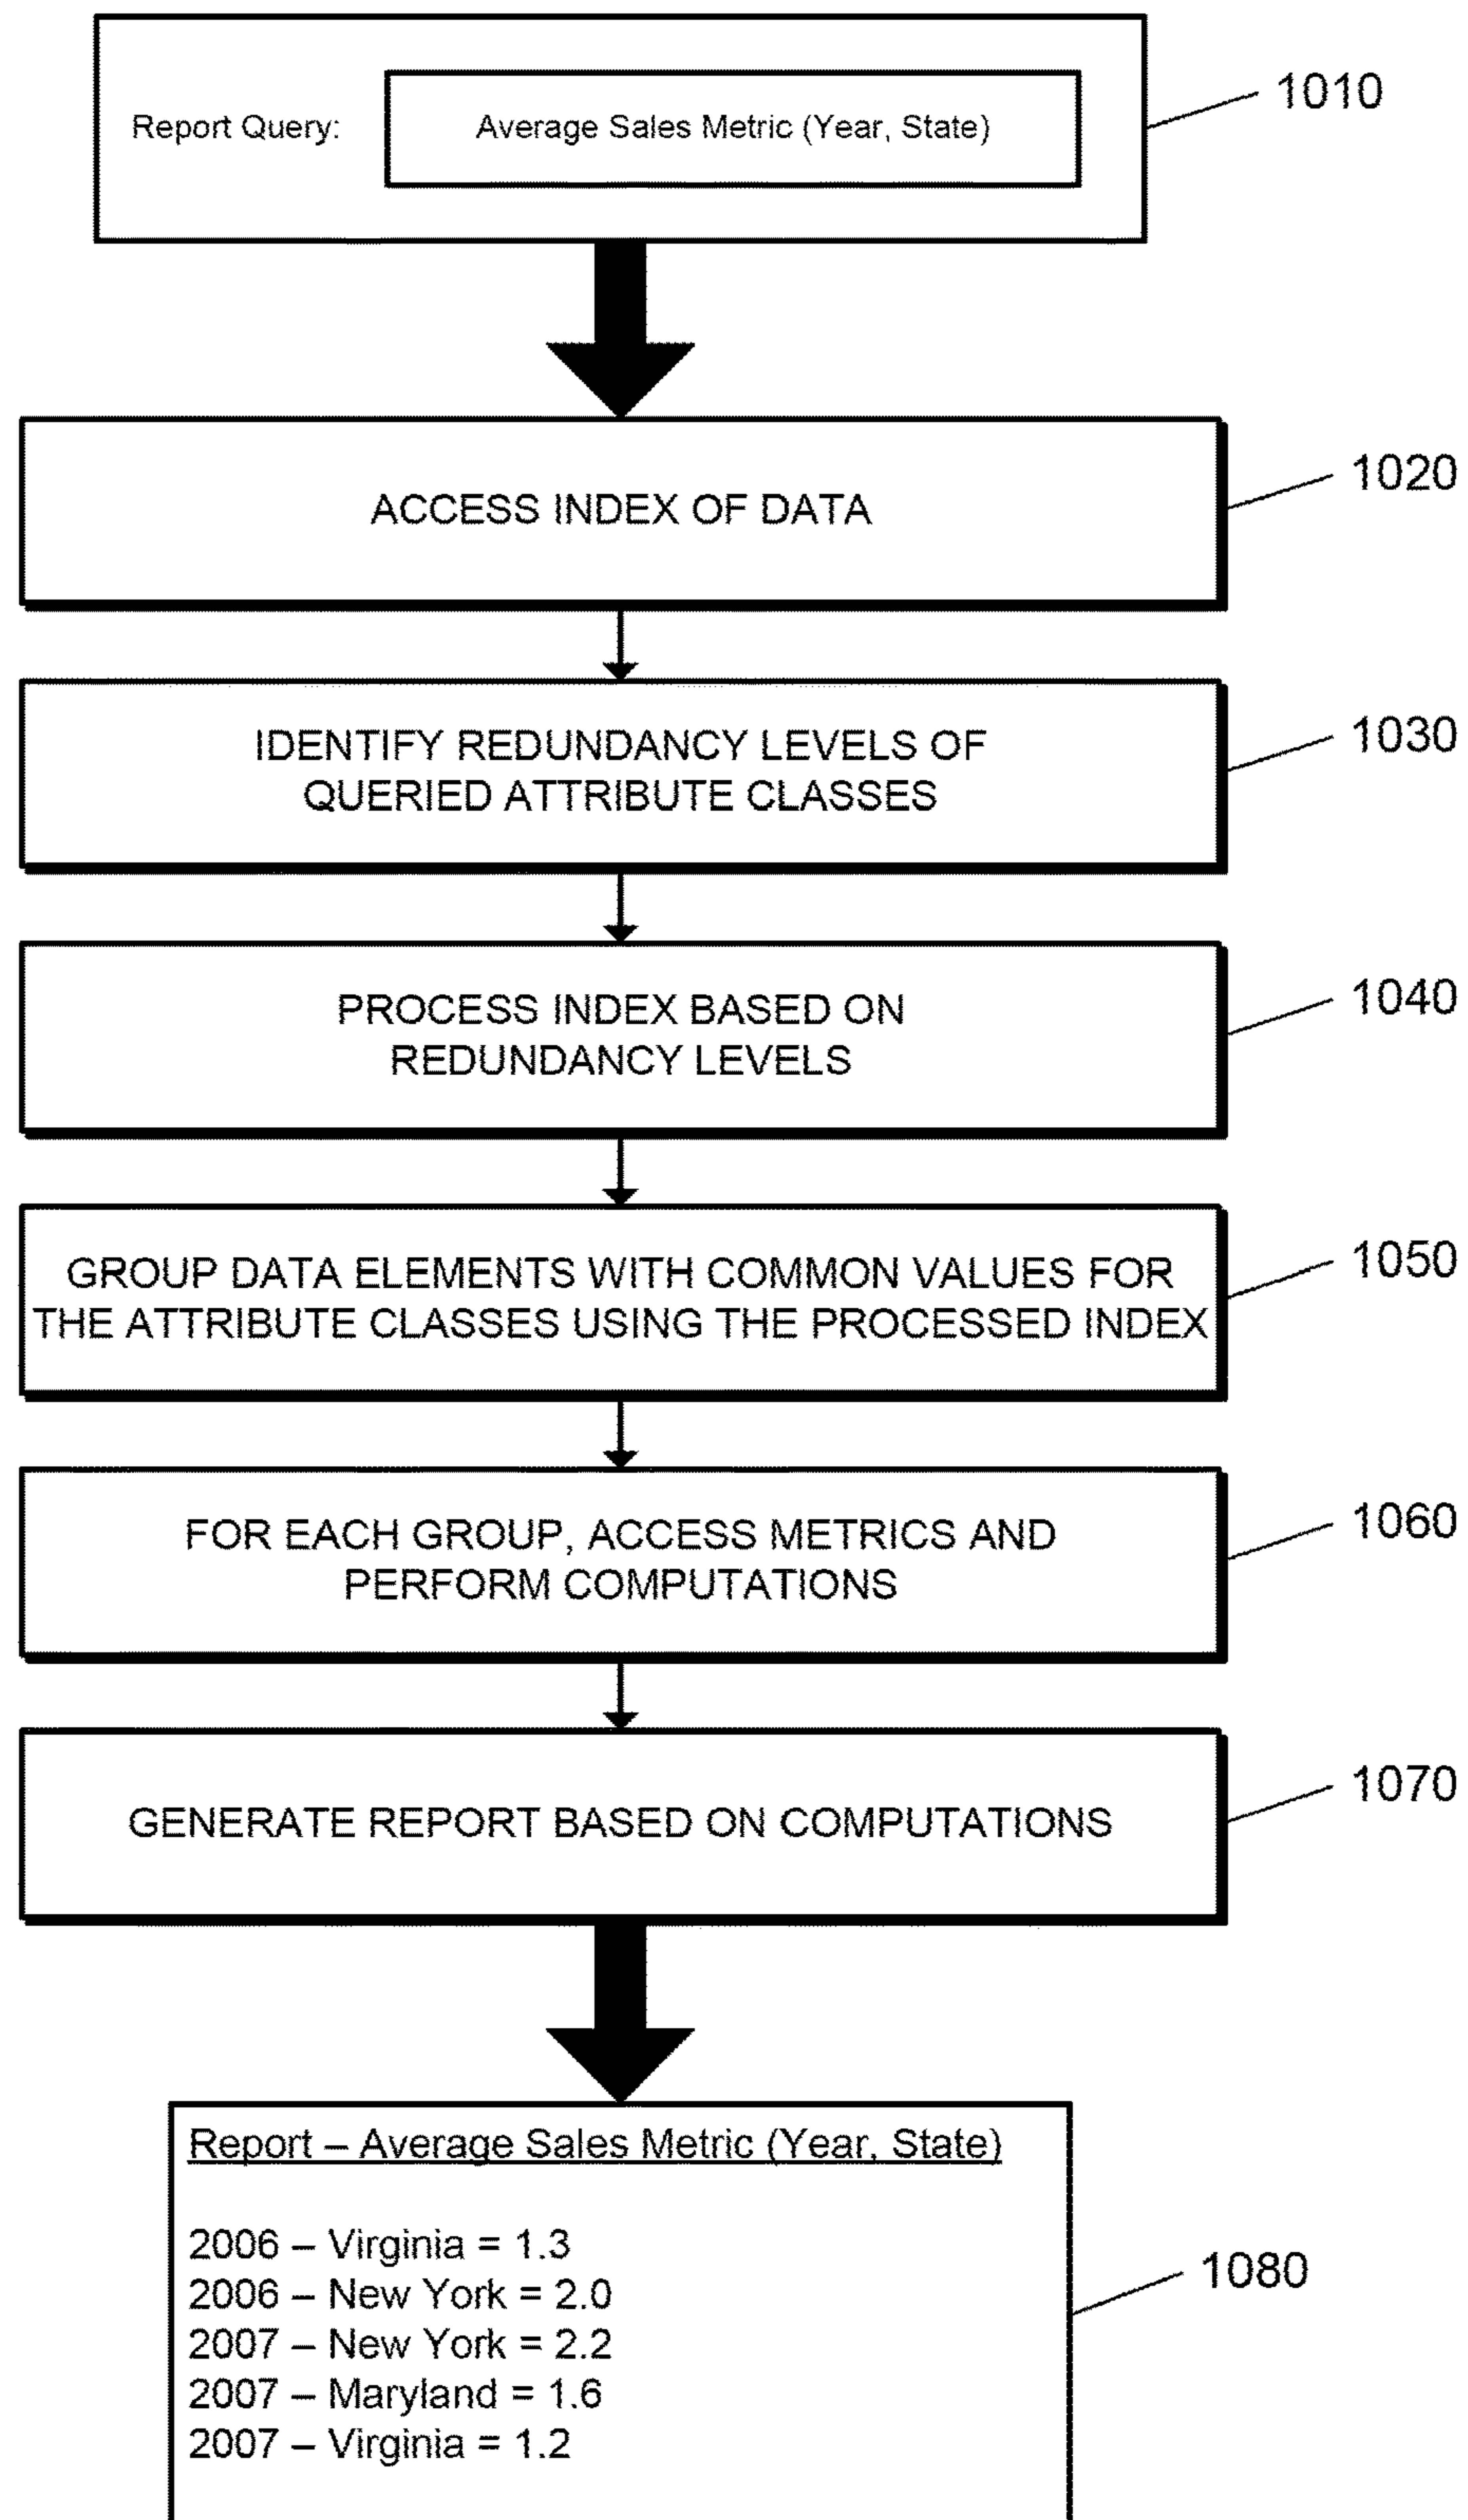 Report Query:
Average Sales Metric (Year, State)
1010
ACCESS INDEX OF DATA
1020
IDENTIFY REDUNDANCY LEVELS OF
QUERIED ATTRIBUTE CLASSES
1030
PROCESS INDEX BASED ON
REDUNDANCY LEVELS
1040
GROUP DATA ELEMENTS WITH COMMON VALUES FOR
THE ATTRIBUTE CLASSES USING THE PROCESSED INDEX
1050
FOR EACH GROUP, ACCESS METRICS AND
PERFORM COMPUTATIONS
1060
GENERATE REPORT BASED ON COMPUTATIONS
1070
Report – Average Sales Metric (Year, State)
2006 – Virginia = 1.3
2006 – New York = 2.0
2007 – New York = 2.2
2007 – Maryland = 1.6
2007 – Virginia = 1.2
1080